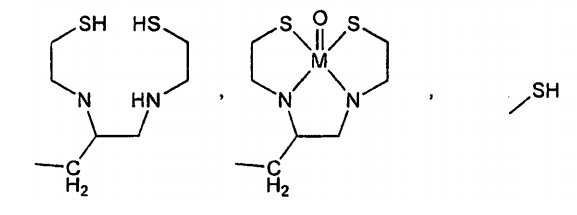 SH HS O S S SH
M
N HN , N N ,
C C
H2 H2